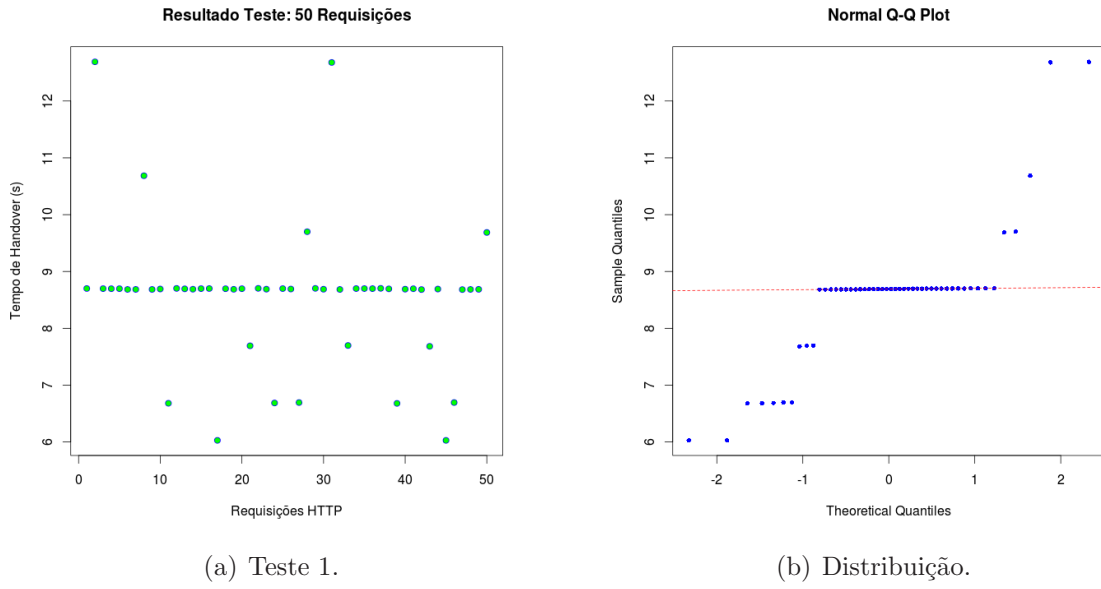 Resultado Teste: 50 Requisições
Tempo de Handover (s)
12
11
10
9
8
7
6
0 10 20 30 40 50
Requisições HTTP
(a) Teste 1.
Normal Q-Q Plot
Sample Quantiles
12
11
10
9
8
7
6
-2 -1 0 1 2
Theoretical Quantiles
(b) Distribuição.